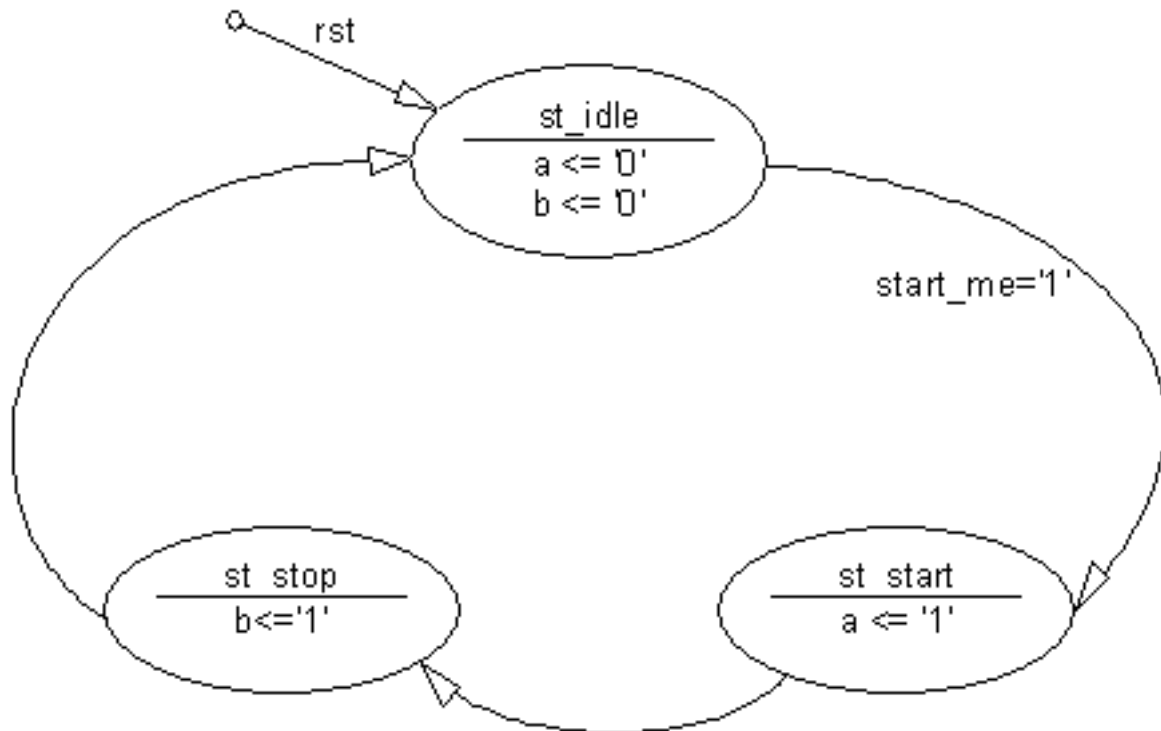 rst
st_idle
a <= '0'
b <= '0'
start_me='1'
st_stop
b<='1'
st_start
a <= '1'